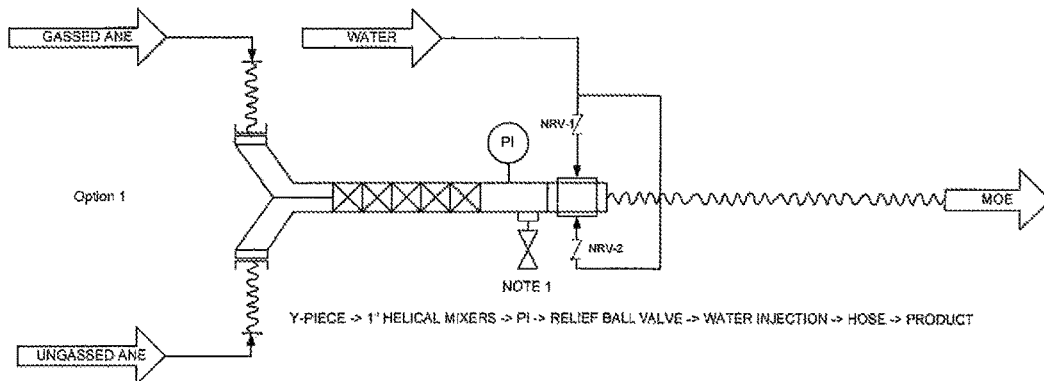 GASSED ANE
WATER
NRV-1
PI
Option 1
MOE
NRV-2
NOTE 1
Y-PIECE -> 1" HELICAL MIXERS -> PI -> RELIEF BALL VALVE -> WATER INJECTION -> HOSE -> PRODUCT
UNGASSED ANE